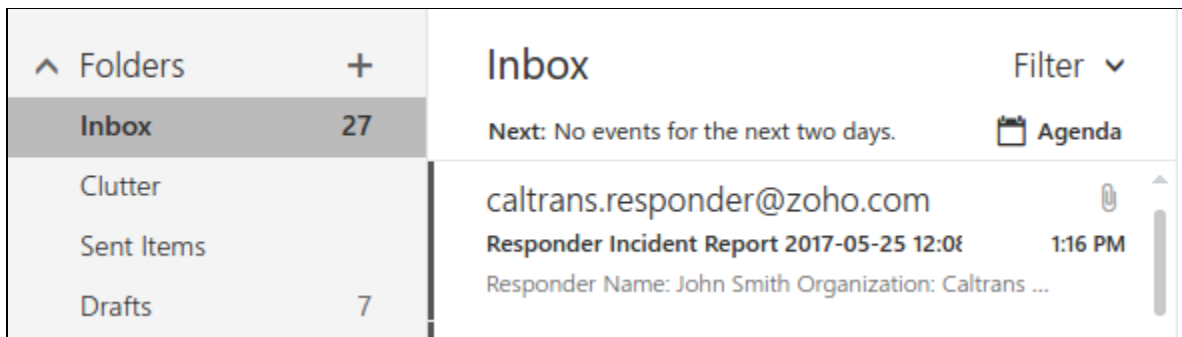 Folders +
Inbox 27
Clutter
Sent Items
Drafts 7
Inbox Filter
Next: No events for the next two days. Agenda
caltrans.responder@zoho.com
Responder Incident Report 2017-05-25 12:08 1:16 PM
Responder Name: John Smith Organization: Caltrans ...